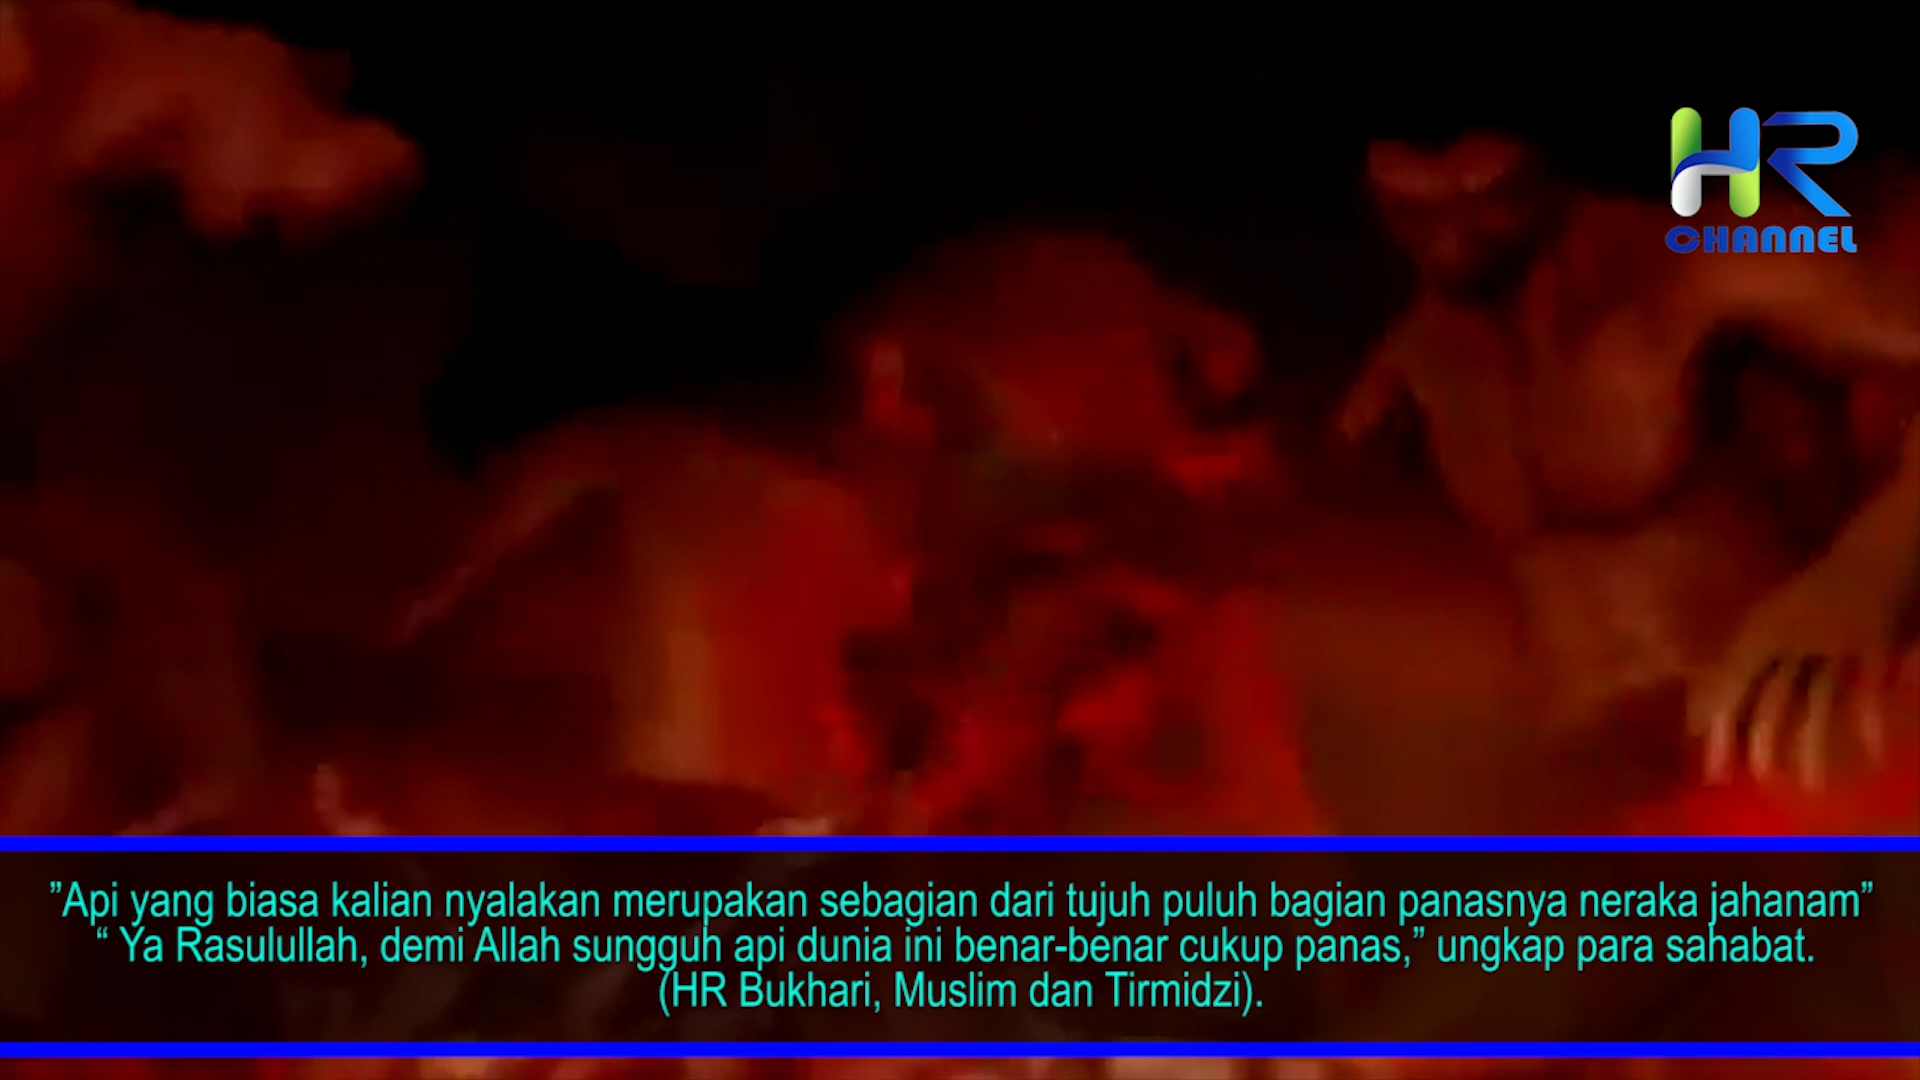 HR
CHANNEL
”Api yang biasa kalian nyalakan merupakan sebagian dari tujuh puluh bagian panasnya neraka jahanam”
“ Ya Rasulullah, demi Allah sungguh api dunia ini benar-benar cukup panas,” ungkap para sahabat.
(HR Bukhari, Muslim dan Tirmidzi).